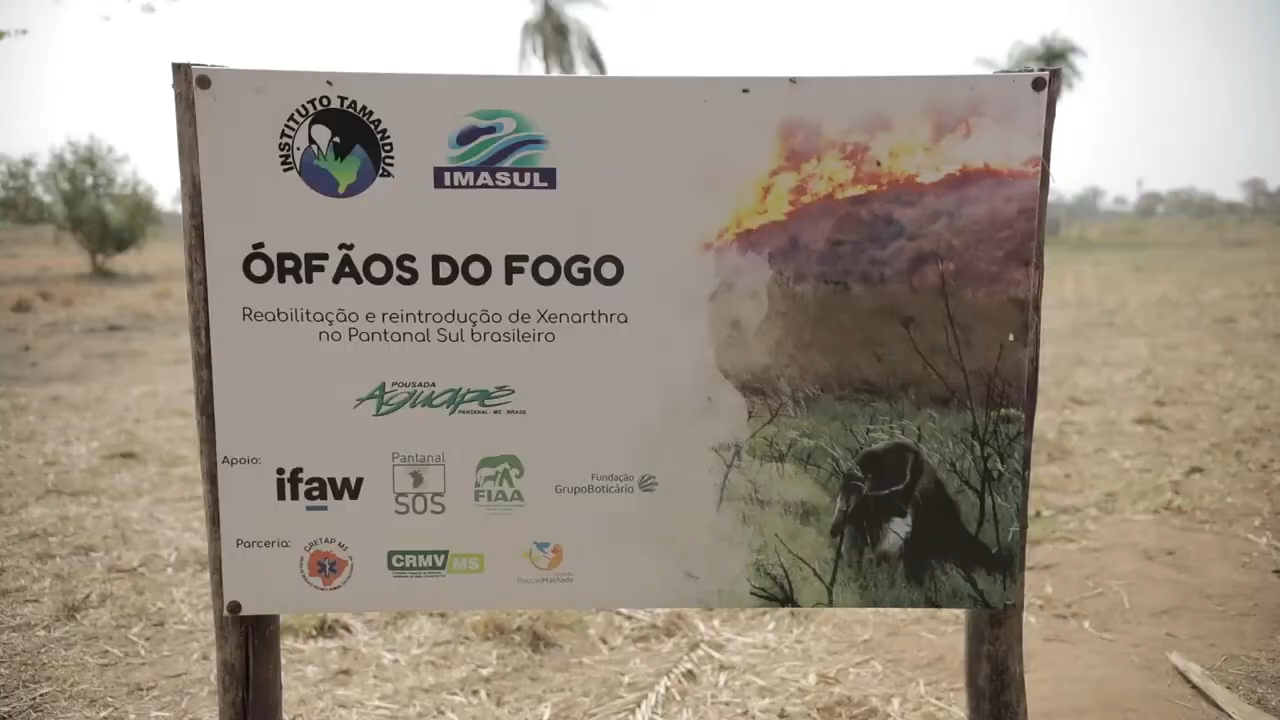 INSTITUTO TAMANDUÁ
IMASUL
ÓRFÃOS DO FOGO
Reabilitação e reintrodução de Xenarthra
no Pantanal Sul brasileiro
POUSADA
Aguapé
PANTANAL - MS - BRASIL
Apoio:
ifaw
Pantanal
SOS
FIAA
Fundação
GrupoBoticário
Parceria:
CRETAP MS
CRMV MS
RaquelMachado